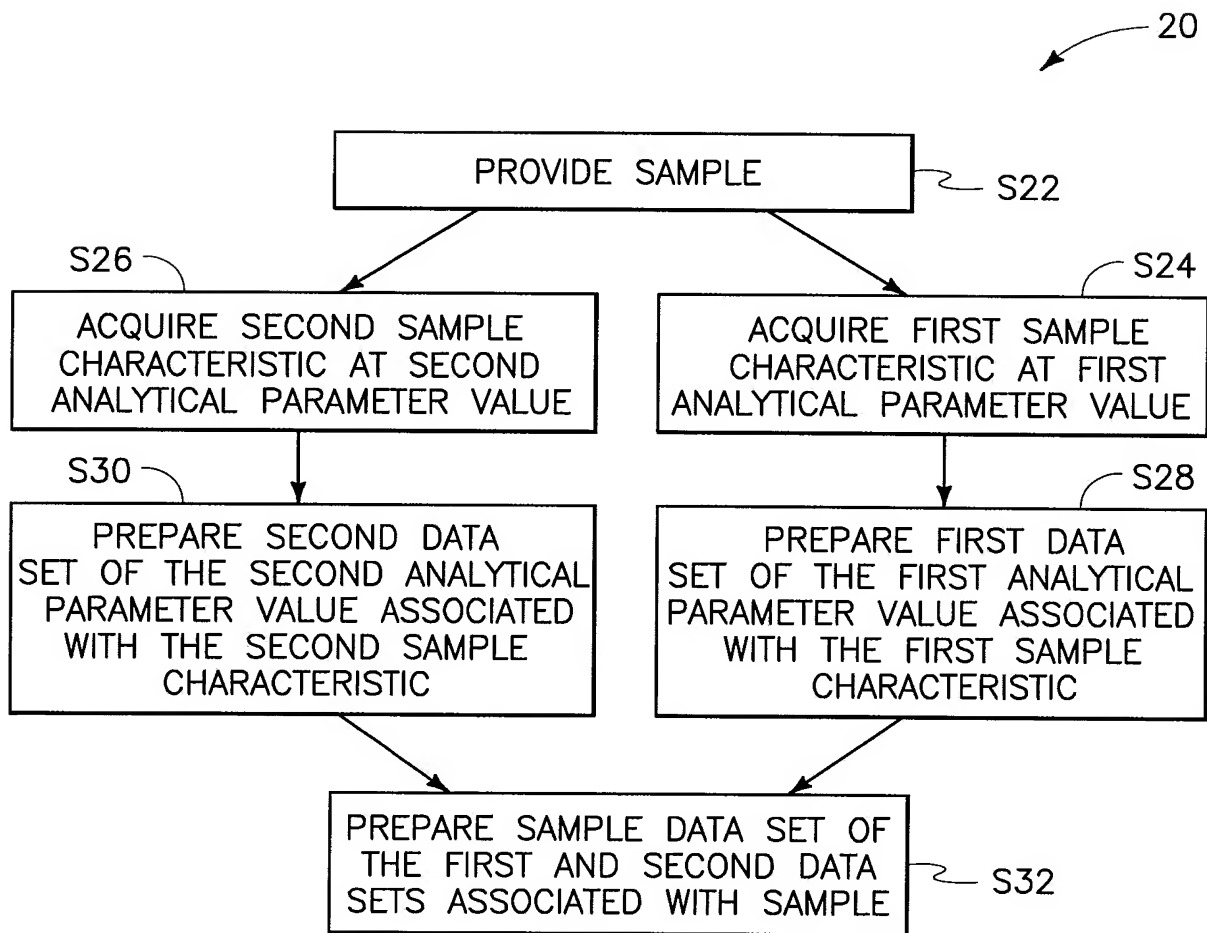 20
PROVIDE SAMPLE
S22
S26
ACQUIRE SECOND SAMPLE
CHARACTERISTIC AT SECOND
ANALYTICAL PARAMETER VALUE
S24
ACQUIRE FIRST SAMPLE
CHARACTERISTIC AT FIRST
ANALYTICAL PARAMETER VALUE
S30
PREPARE SECOND DATA
SET OF THE SECOND ANALYTICAL
PARAMETER VALUE ASSOCIATED
WITH THE SECOND SAMPLE
CHARACTERISTIC
S28
PREPARE FIRST DATA
SET OF THE FIRST ANALYTICAL
PARAMETER VALUE ASSOCIATED
WITH THE FIRST SAMPLE
CHARACTERISTIC
PREPARE SAMPLE DATA SET OF
THE FIRST AND SECOND DATA
SETS ASSOCIATED WITH SAMPLE
S32